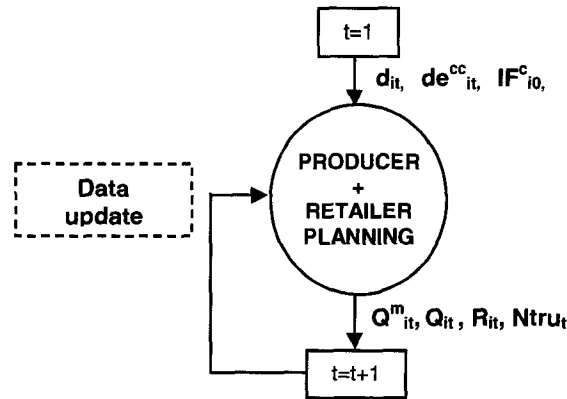 t=1
d_it, de^cc_it, IF^c_i0,
PRODUCER
+
RETAILER
PLANNING
Data
update
Q^m_it, Q_it, R_it, Ntru_t
t=t+1